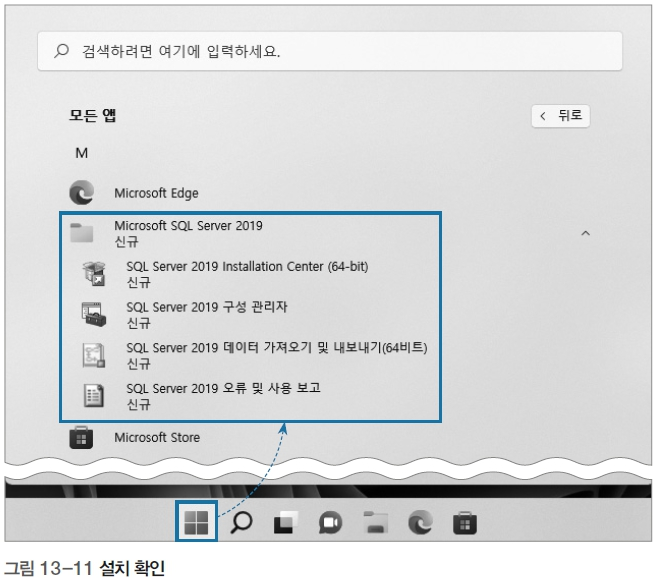 검색하려면 여기에 입력하세요.
모든 앱
< 뒤로
M
Microsoft Edge
Microsoft SQL Server 2019
신규
SQL Server 2019 Installation Center (64-bit)
신규
SQL Server 2019 구성 관리자
신규
SQL Server 2019 데이터 가져오기 및 내보내기(64비트)
신규
SQL Server 2019 오류 및 사용 보고
신규
Microsoft Store
그림 13-11 설치 확인